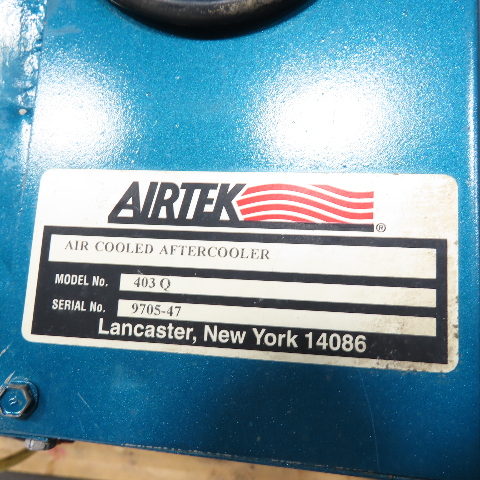 AIRTEK®
AIR COOLED AFTERCOOLER
MODEL No. 403 Q
SERIAL No. 9705-47
Lancaster, New York 14086